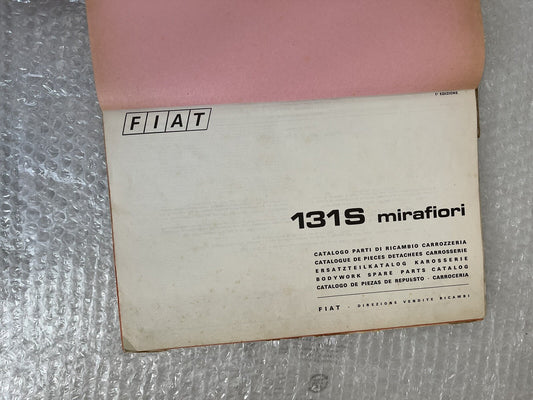 1ª EDIZIONE
FIAT
131S mirafiori
CATALOGO PARTI DI RICAMBIO CARROZZERIA
CATALOGUE DE PIECES DETACHEES CARROSSERIE
ERSATZTEILKATALOG KAROSSERIE
BODYWORK SPARE PARTS CATALOG
CATALOGO DE PIEZAS DE REPUESTO - CARROCERIA
FIAT - DIREZIONE VENDITE RICAMBI